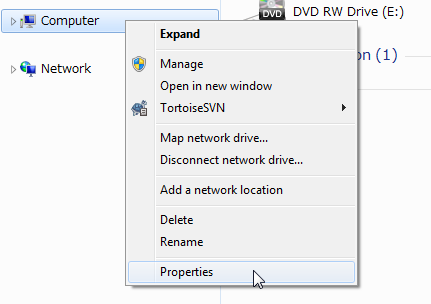 Computer
Network
DVD
DVD RW Drive (E:)
on (1)
Expand
Manage
Open in new window
TortoiseSVN
Map network drive...
Disconnect network drive...
Add a network location
Delete
Rename
Properties